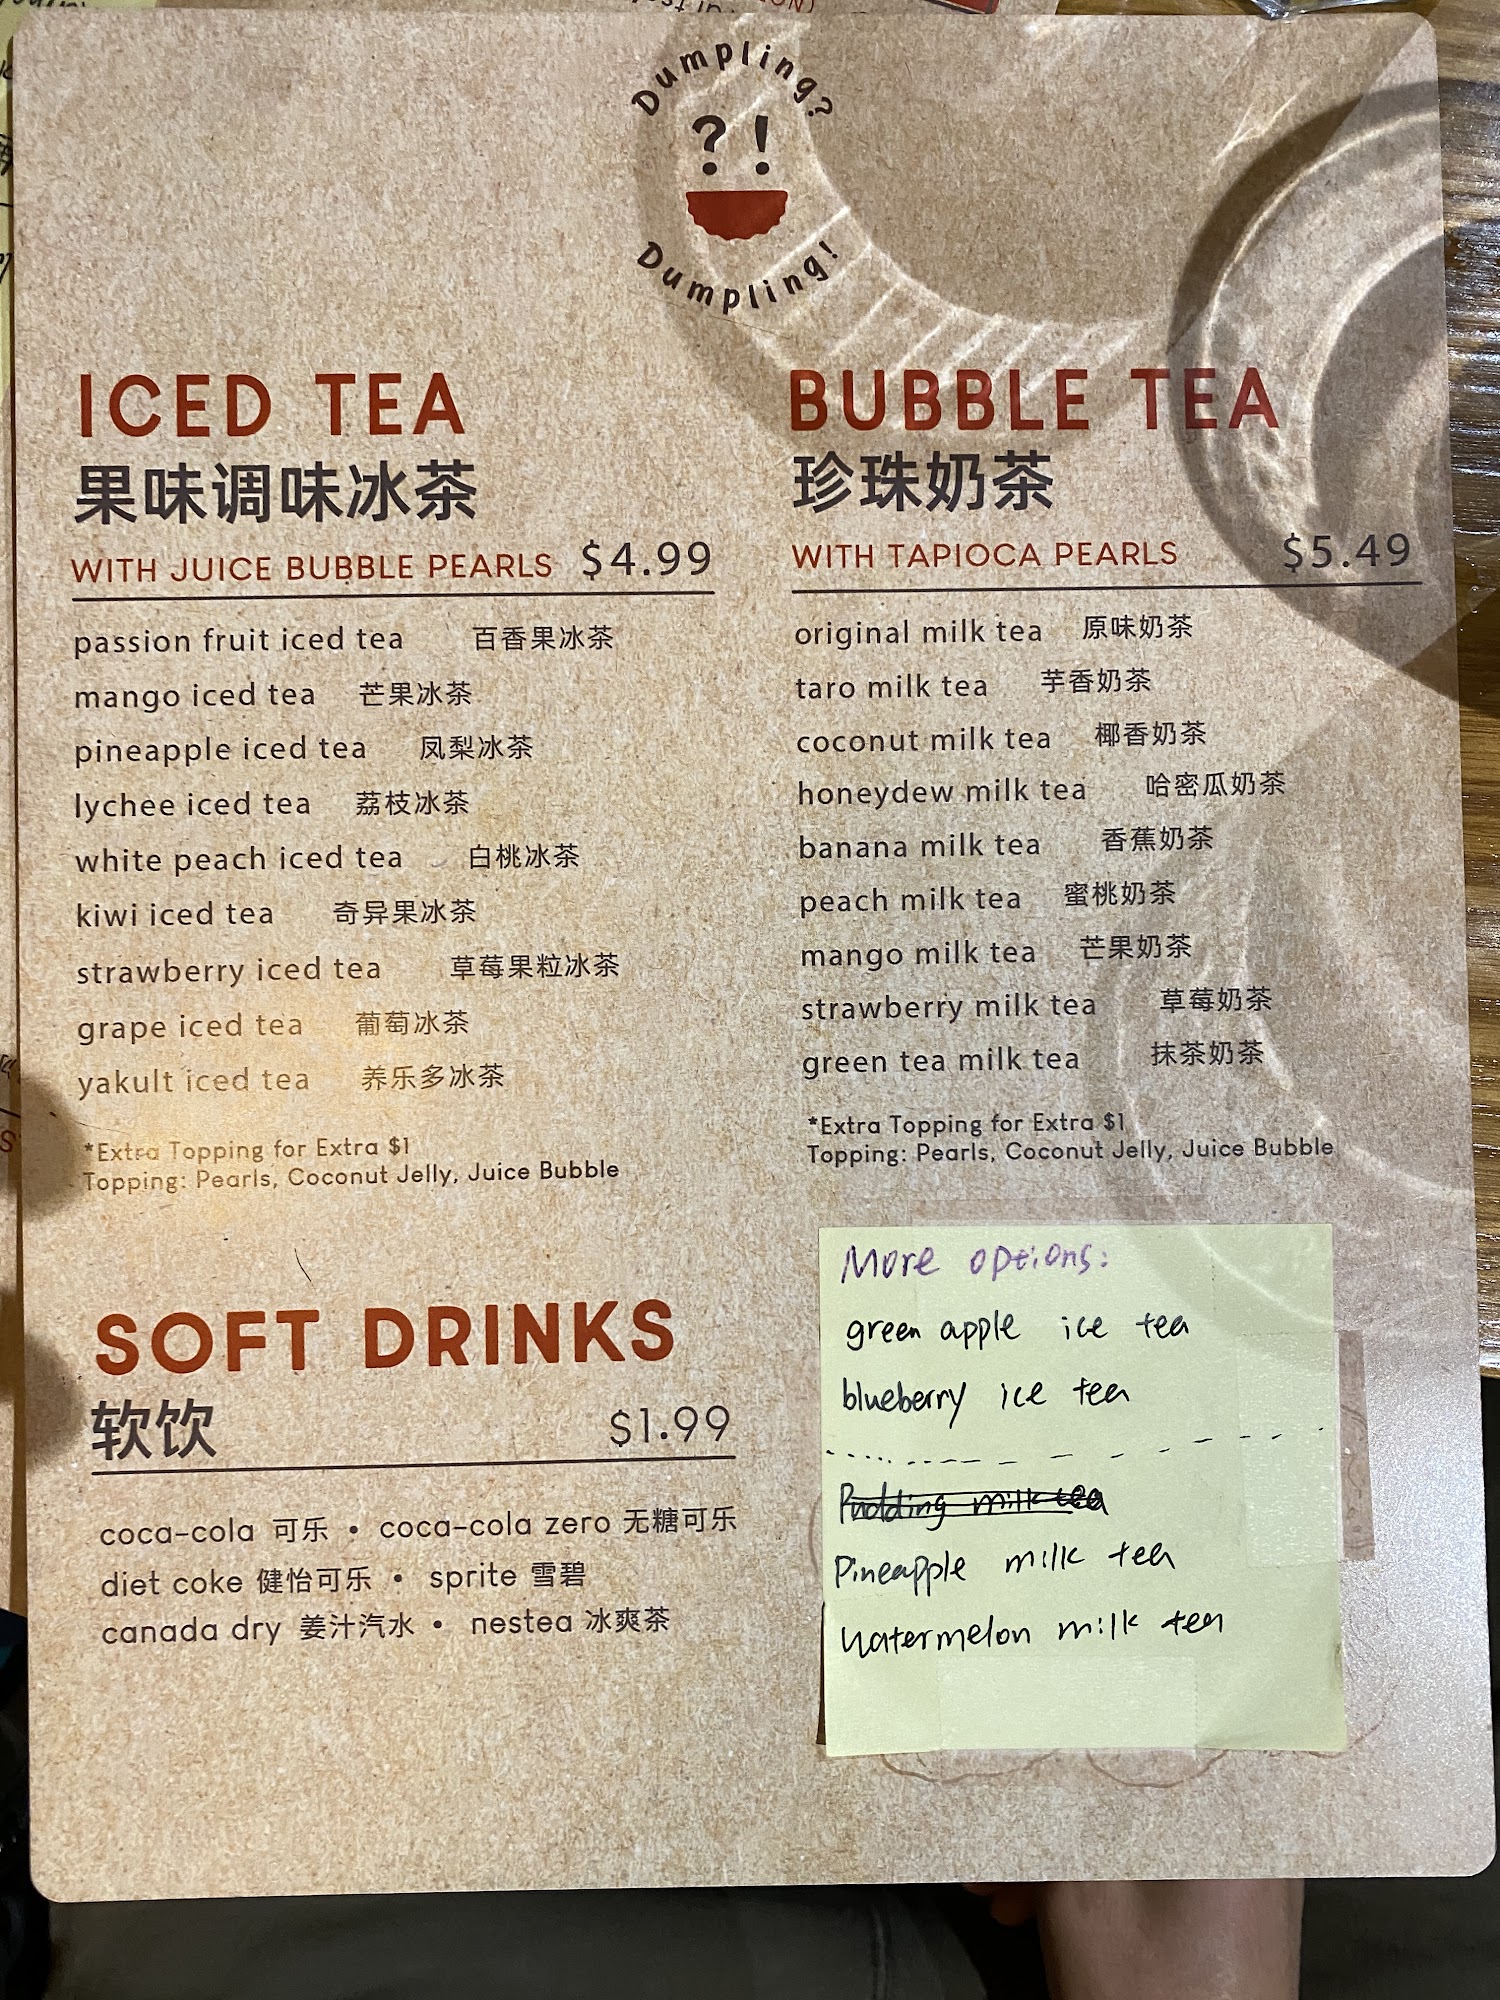 Dumpling?
? !
Dumpling!
ICED TEA
果味调味冰茶
WITH JUICE BUBBLE PEARLS $4.99
passion fruit iced tea 百香果冰茶
mango iced tea 芒果冰茶
pineapple iced tea 凤梨冰茶
lychee iced tea 荔枝冰茶
white peach iced tea 白桃冰茶
kiwi iced tea 奇异果冰茶
strawberry iced tea 草莓果粒冰茶
grape iced tea 葡萄冰茶
yakult iced tea 养乐多冰茶
*Extra Topping for Extra $1
Topping: Pearls, Coconut Jelly, Juice Bubble
BUBBLE TEA
珍珠奶茶
WITH TAPIOCA PEARLS $5.49
original milk tea 原味奶茶
taro milk tea 芋香奶茶
coconut milk tea 椰香奶茶
honeydew milk tea 哈密瓜奶茶
banana milk tea 香蕉奶茶
peach milk tea 蜜桃奶茶
mango milk tea 芒果奶茶
strawberry milk tea 草莓奶茶
green tea milk tea 抹茶奶茶
*Extra Topping for Extra $1
Topping: Pearls, Coconut Jelly, Juice Bubble
SOFT DRINKS
软饮 $1.99
coca-cola 可乐 • coca-cola zero 无糖可乐
diet coke 健怡可乐 • sprite 雪碧
canada dry 姜汁汽水 • nestea 冰爽茶
More options:
green apple ice tea
blueberry ice tea
Pudding milk tea
Pineapple milk tea
Watermelon milk tea